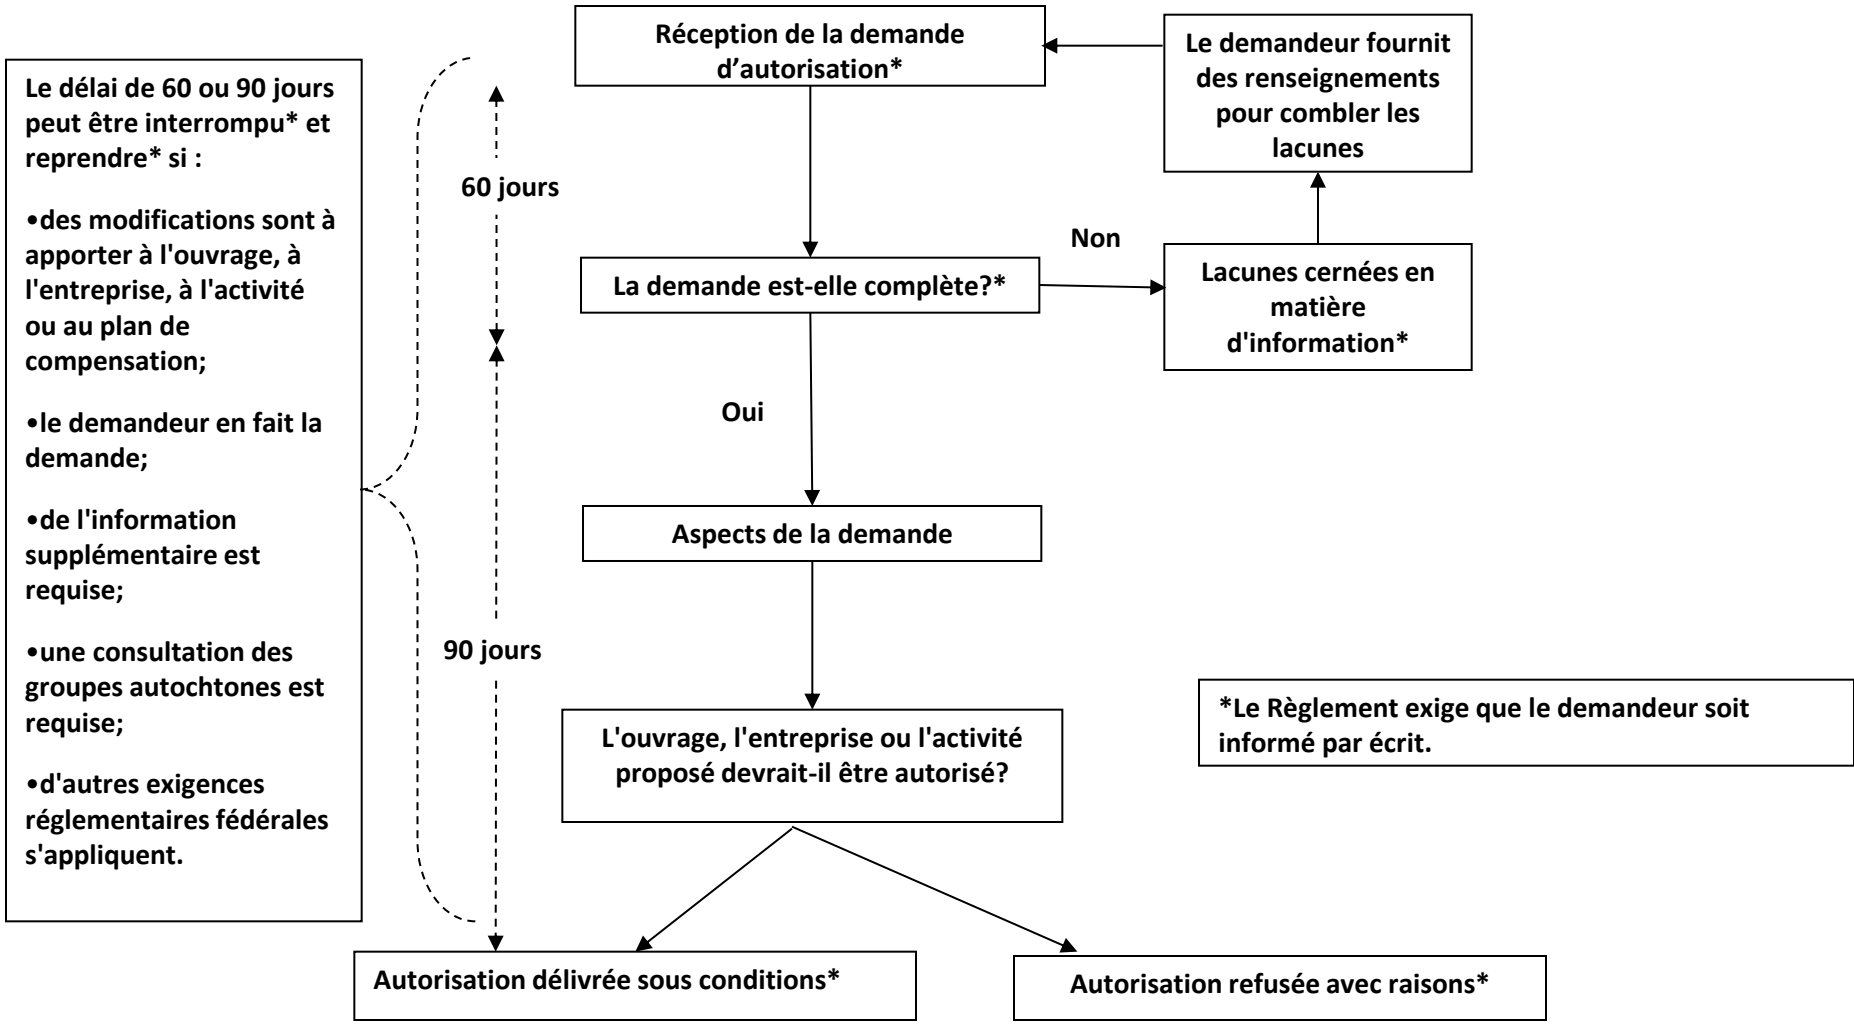 Réception de la demande
d’autorisation*
Le demandeur fournit
des renseignements
pour combler les
lacunes
Le délai de 60 ou 90 jours
peut être interrompu* et
reprendre* si :
•des modifications sont à
apporter à l'ouvrage, à
l'entreprise, à l'activité
ou au plan de
compensation;
•le demandeur en fait la
demande;
•de l'information
supplémentaire est
requise;
•une consultation des
groupes autochtones est
requise;
•d'autres exigences
réglementaires fédérales
s'appliquent.
60 jours
Non
La demande est-elle complète?*
Lacunes cernées en
matière
d'information*
Oui
Aspects de la demande
90 jours
L'ouvrage, l'entreprise ou l'activité
proposé devrait-il être autorisé?
*Le Règlement exige que le demandeur soit
informé par écrit.
Autorisation délivrée sous conditions*
Autorisation refusée avec raisons*